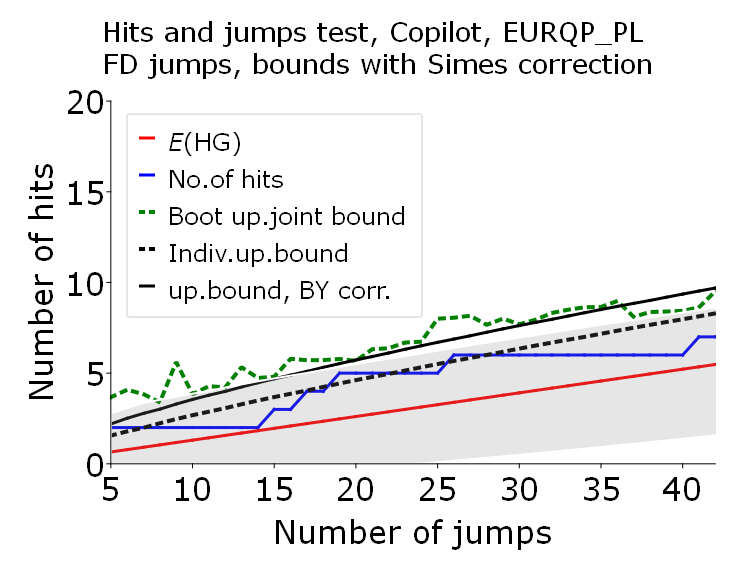 Hits and jumps test, Copilot, EURQP_PL
FD jumps, bounds with Simes correction
20
15
10
5
0
Number of hits
E(HG)
No.of hits
Boot up.joint bound
Indiv.up.bound
up.bound, BY corr.
5 10 15 20 25 30 35 40
Number of jumps